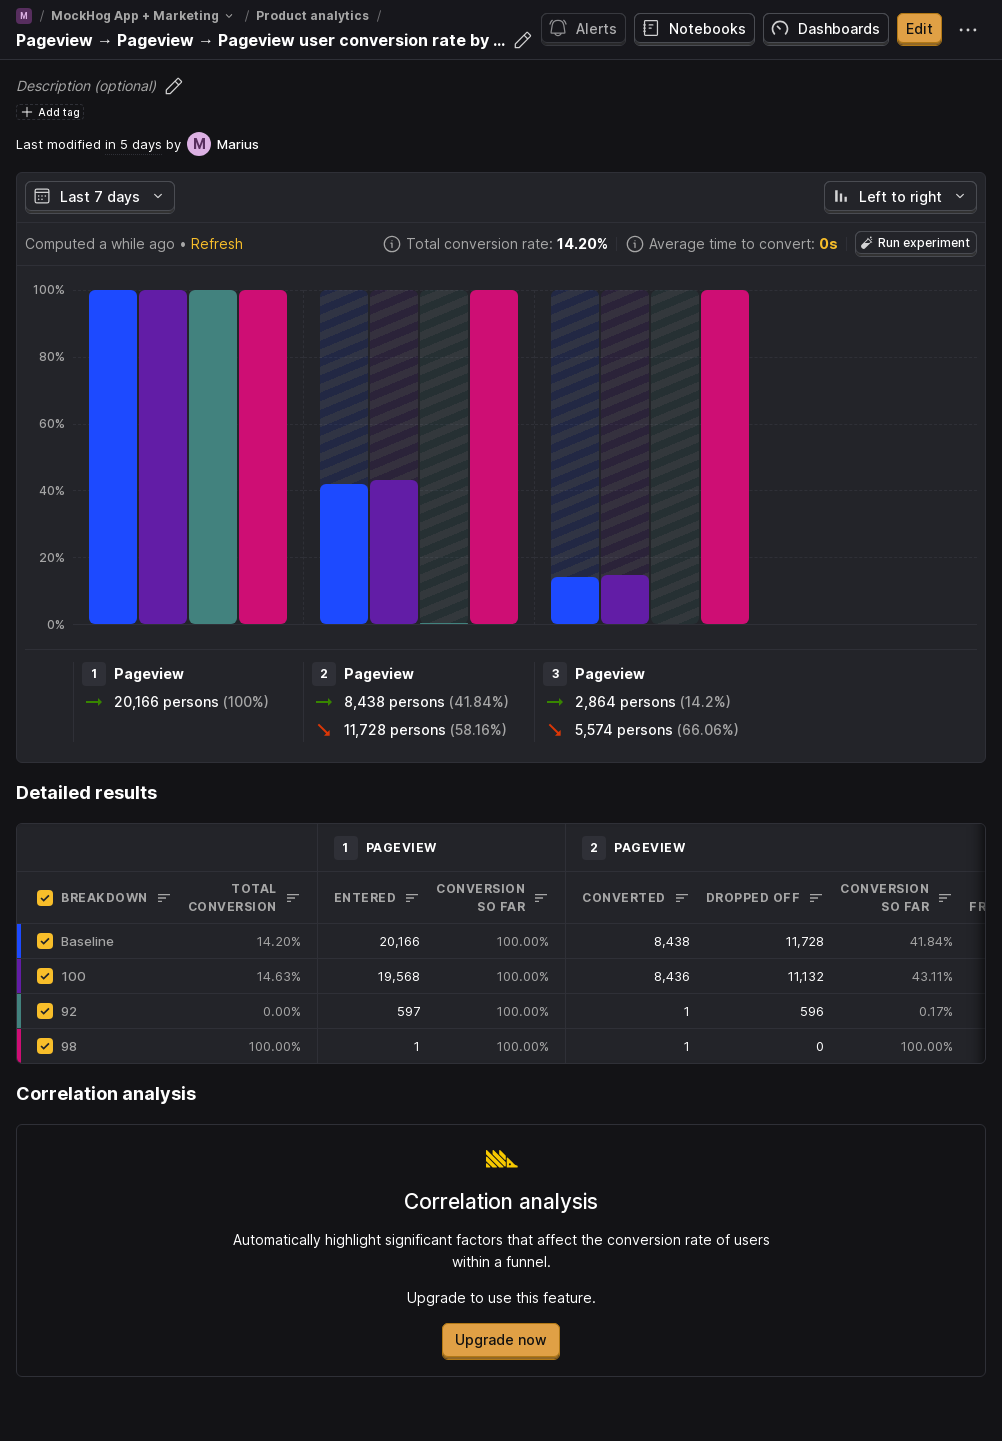 M / MockHog App + Marketing / Product analytics /
Pageview → Pageview → Pageview user conversion rate by ...
Alerts
Notebooks
Dashboards
Edit
Description (optional)
Add tag
Last modified in 5 days by M Marius
Last 7 days
Left to right
Computed a while ago • Refresh
Total conversion rate: 14.20%
Average time to convert: 0s
Run experiment
100%
80%
60%
40%
20%
0%
1 Pageview
20,166 persons (100%)
2 Pageview
8,438 persons (41.84%)
11,728 persons (58.16%)
3 Pageview
2,864 persons (14.2%)
5,574 persons (66.06%)
Detailed results
1 PAGEVIEW 2 PAGEVIEW
BREAKDOWN TOTAL CONVERSION ENTERED CONVERSION SO FAR CONVERTED DROPPED OFF CONVERSION SO FAR FR
Baseline 14.20% 20,166 100.00% 8,438 11,728 41.84%
100 14.63% 19,568 100.00% 8,436 11,132 43.11%
92 0.00% 597 100.00% 1 596 0.17%
98 100.00% 1 100.00% 1 0 100.00%
Correlation analysis
Correlation analysis
Automatically highlight significant factors that affect the conversion rate of users
within a funnel.
Upgrade to use this feature.
Upgrade now